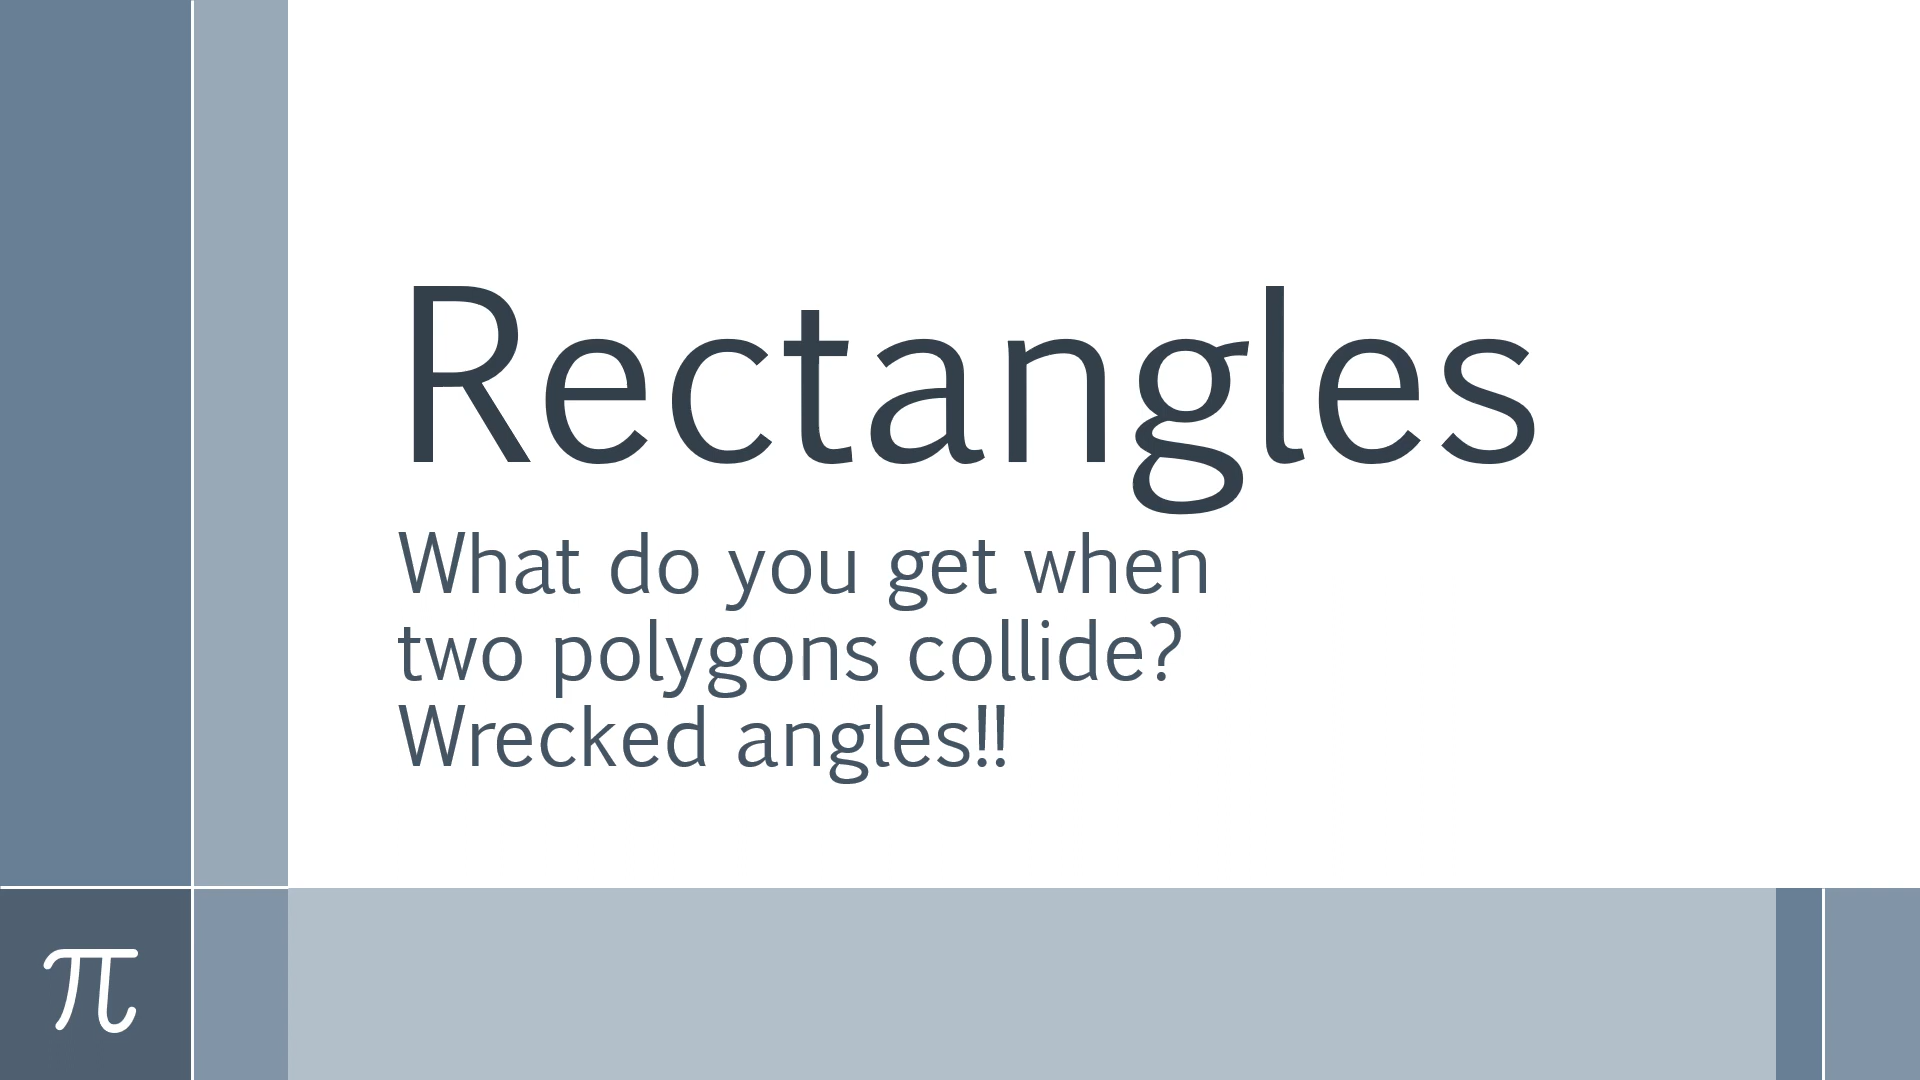 Rectangles
What do you get when
two polygons collide?
Wrecked angles!!
π